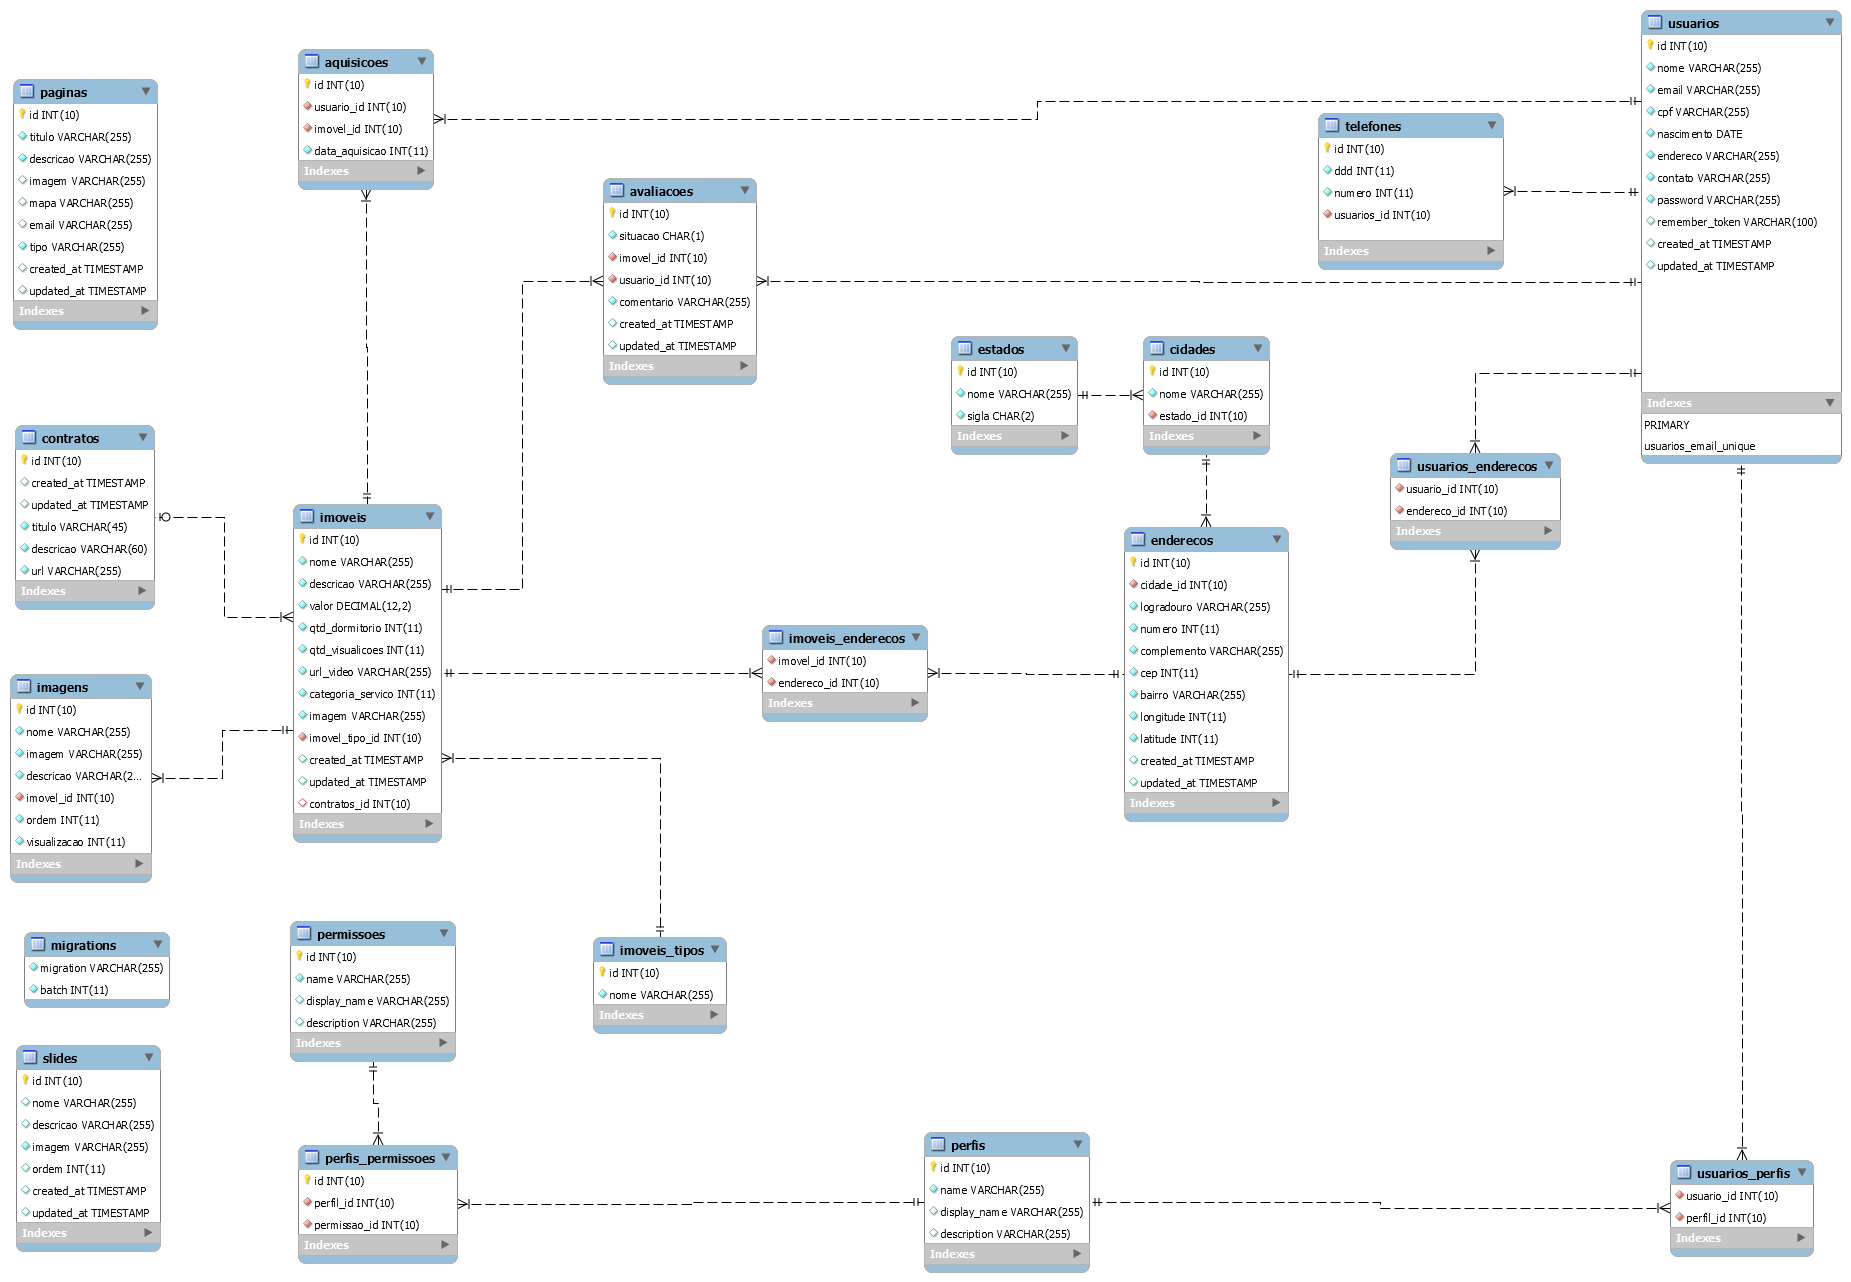 paginas
id INT(10)
titulo VARCHAR(255)
descricao VARCHAR(255)
imagem VARCHAR(255)
mapa VARCHAR(255)
email VARCHAR(255)
tipo VARCHAR(255)
created_at TIMESTAMP
updated_at TIMESTAMP
Indexes
aquisicoes
id INT(10)
usuario_id INT(10)
imovel_id INT(10)
data_aquisicao INT(11)
Indexes
avaliacoes
id INT(10)
situacao CHAR(1)
imovel_id INT(10)
usuario_id INT(10)
comentario VARCHAR(255)
created_at TIMESTAMP
updated_at TIMESTAMP
Indexes
telefones
id INT(10)
ddd INT(11)
numero INT(11)
usuarios_id INT(10)
Indexes
usuarios
id INT(10)
nome VARCHAR(255)
email VARCHAR(255)
cpf VARCHAR(255)
nascimento DATE
endereco VARCHAR(255)
contato VARCHAR(255)
password VARCHAR(255)
remember_token VARCHAR(100)
created_at TIMESTAMP
updated_at TIMESTAMP
Indexes
PRIMARY
usuarios_email_unique
estados
id INT(10)
nome VARCHAR(255)
sigla CHAR(2)
Indexes
cidades
id INT(10)
nome VARCHAR(255)
estado_id INT(10)
Indexes
contratos
id INT(10)
created_at TIMESTAMP
updated_at TIMESTAMP
titulo VARCHAR(45)
descricao VARCHAR(60)
url VARCHAR(255)
Indexes
imoveis
id INT(10)
nome VARCHAR(255)
descricao VARCHAR(255)
valor DECIMAL(12,2)
qtd_dormitorio INT(11)
qtd_visualicoes INT(11)
url_video VARCHAR(255)
categoria_servico INT(11)
imagem VARCHAR(255)
imovel_tipo_id INT(10)
created_at TIMESTAMP
updated_at TIMESTAMP
contratos_id INT(10)
Indexes
usuarios_enderecos
usuario_id INT(10)
endereco_id INT(10)
Indexes
enderecos
id INT(10)
cidade_id INT(10)
logradouro VARCHAR(255)
numero INT(11)
complemento VARCHAR(255)
cep INT(11)
bairro VARCHAR(255)
longitude INT(11)
latitude INT(11)
created_at TIMESTAMP
updated_at TIMESTAMP
Indexes
imoveis_enderecos
imovel_id INT(10)
endereco_id INT(10)
Indexes
imagens
id INT(10)
nome VARCHAR(255)
imagem VARCHAR(255)
descricao VARCHAR(2...
imovel_id INT(10)
ordem INT(11)
visualizacao INT(11)
Indexes
migrations
migration VARCHAR(255)
batch INT(11)
permissoes
id INT(10)
name VARCHAR(255)
display_name VARCHAR(255)
description VARCHAR(255)
Indexes
imoveis_tipos
id INT(10)
nome VARCHAR(255)
Indexes
slides
id INT(10)
nome VARCHAR(255)
descricao VARCHAR(255)
imagem VARCHAR(255)
ordem INT(11)
created_at TIMESTAMP
updated_at TIMESTAMP
Indexes
perfis_permissoes
id INT(10)
perfil_id INT(10)
permissao_id INT(10)
Indexes
perfis
id INT(10)
name VARCHAR(255)
display_name VARCHAR(255)
description VARCHAR(255)
Indexes
usuarios_perfis
usuario_id INT(10)
perfil_id INT(10)
Indexes